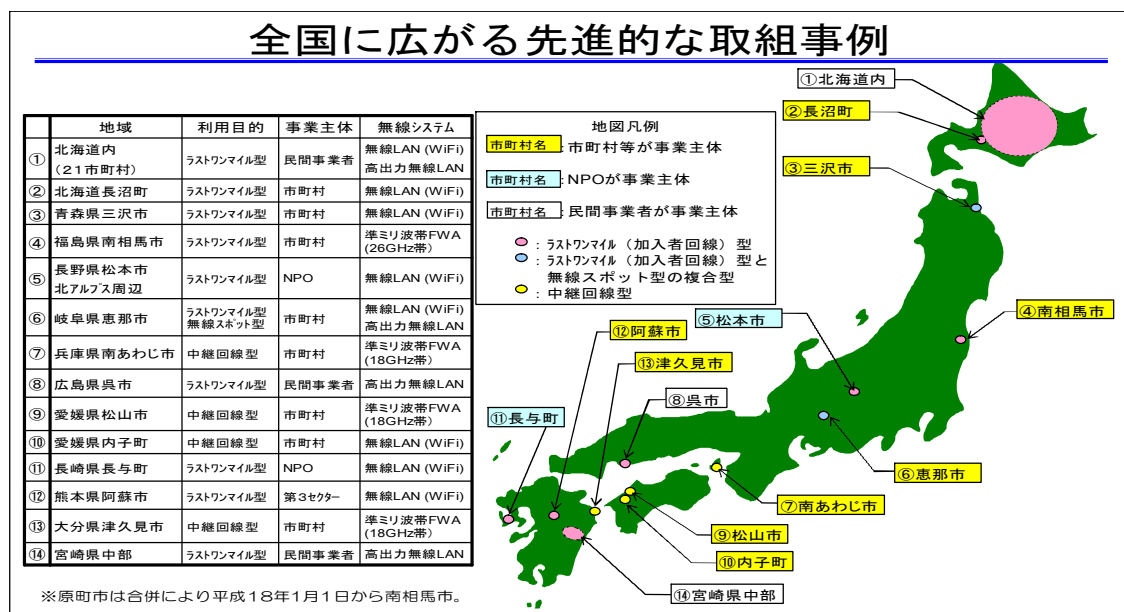 全国に広がる先進的な取組事例
地域 利用目的 事業主体 無線システム
① 北海道内（21市町村） ﾗｽﾄﾜﾝﾏｲﾙ型 民間事業者 無線LAN (WiFi) 高出力無線LAN
② 北海道長沼町 ﾗｽﾄﾜﾝﾏｲﾙ型 市町村 無線LAN (WiFi)
③ 青森県三沢市 ﾗｽﾄﾜﾝﾏｲﾙ型 市町村 無線LAN (WiFi)
④ 福島県南相馬市 ﾗｽﾄﾜﾝﾏｲﾙ型 市町村 準ミリ波帯FWA (26GHz帯)
⑤ 長野県松本市北ｱﾙﾌﾟｽ周辺 ﾗｽﾄﾜﾝﾏｲﾙ型 NPO 無線LAN (WiFi)
⑥ 岐阜県恵那市 ﾗｽﾄﾜﾝﾏｲﾙ型 無線ｽﾎﾟｯﾄ型 市町村 無線LAN (WiFi) 高出力無線LAN
⑦ 兵庫県南あわじ市 中継回線型 市町村 準ミリ波帯FWA (18GHz帯)
⑧ 広島県呉市 ﾗｽﾄﾜﾝﾏｲﾙ型 民間事業者 高出力無線LAN
⑨ 愛媛県松山市 中継回線型 市町村 準ミリ波帯FWA (18GHz帯)
⑩ 愛媛県内子町 中継回線型 市町村 無線LAN (WiFi)
⑪ 長崎県長与町 ﾗｽﾄﾜﾝﾏｲﾙ型 NPO 無線LAN (WiFi)
⑫ 熊本県阿蘇市 ﾗｽﾄﾜﾝﾏｲﾙ型 第３ｾｸﾀｰ 無線LAN (WiFi)
⑬ 大分県津久見市 中継回線型 市町村 準ミリ波帯FWA (18GHz帯)
⑭ 宮崎県中部 ﾗｽﾄﾜﾝﾏｲﾙ型 民間事業者 高出力無線LAN
※原町市は合併により平成18年1月1日から南相馬市。
地図凡例
市町村名：市町村等が事業主体
市町村名：NPOが事業主体
市町村名：民間事業者が事業主体
：ﾗｽﾄﾜﾝﾏｲﾙ（加入者回線）型
：ﾗｽﾄﾜﾝﾏｲﾙ（加入者回線）型と
無線スポット型の複合型
：中継回線型
①北海道内
②長沼町
③三沢市
④南相馬市
⑤松本市
⑫阿蘇市
⑬津久見市
⑧呉市
⑪長与町
⑥恵那市
⑦南あわじ市
⑨松山市
⑩内子町
⑭宮崎県中部